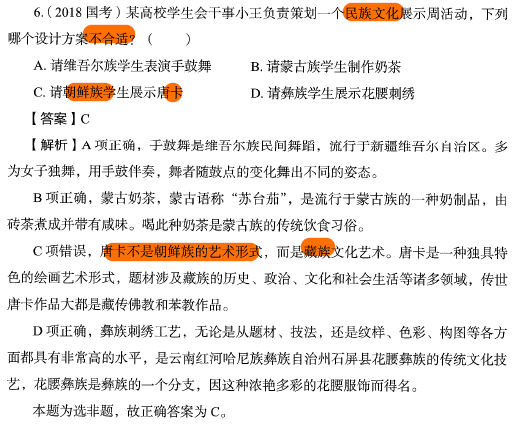 6.（2018 国考）某高校学生会干事小王负责策划一个民族文化展示周活动，下列
哪个设计方案不合适？（　　）
A. 请维吾尔族学生表演手鼓舞　　B. 请蒙古族学生制作奶茶
C. 请朝鲜族学生展示唐卡　　D. 请彝族学生展示花腰刺绣
【答案】C
【解析】A 项正确，手鼓舞是维吾尔族民间舞蹈，流行于新疆维吾尔自治区。多
为女子独舞，用手鼓伴奏，舞者随鼓点的变化舞出不同的姿态。
B 项正确，蒙古奶茶，蒙古语称“苏台茄”，是流行于蒙古族的一种奶制品，由
砖茶煮成并带有咸味。喝此种奶茶是蒙古族的传统饮食习俗。
C 项错误，唐卡不是朝鲜族的艺术形式，而是藏族文化艺术。唐卡是一种独具特
色的绘画艺术形式，题材涉及藏族的历史、政治、文化和社会生活等诸多领域，传世
唐卡作品大都是藏传佛教和苯教作品。
D 项正确，彝族刺绣工艺，无论是从题材、技法，还是纹样、色彩、构图等各方
面都具有非常高的水平，是云南红河哈尼族彝族自治州石屏县花腰彝族的传统文化技
艺，花腰彝族是彝族的一个分支，因这种浓艳多彩的花腰服饰而得名。
本题为选非题，故正确答案为 C。